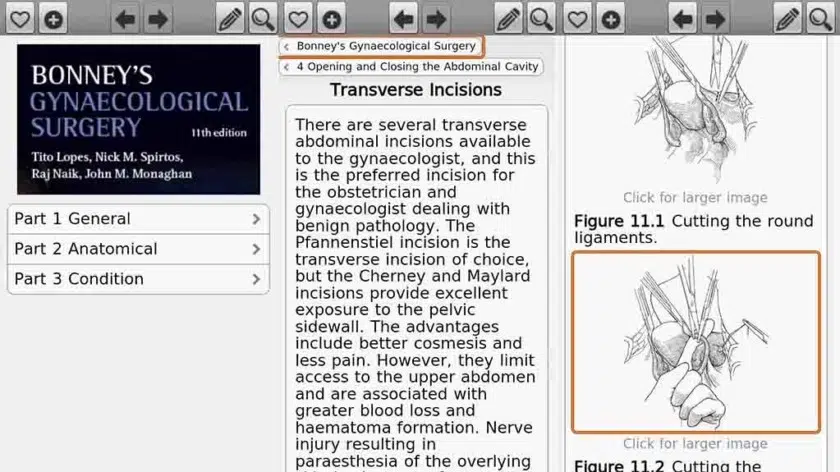 BONNEY'S
GYNAECOLOGICAL
SURGERY
11th edition
Tito Lopes, Nick M. Spirtos,
Raj Naik, John M. Monaghan
Part 1 General
Part 2 Anatomical
Part 3 Condition
Bonney's Gynaecological Surgery
4 Opening and Closing the Abdominal Cavity
Transverse Incisions
There are several transverse
abdominal incisions available
to the gynaecologist, and this
is the preferred incision for
the obstetrician and
gynaecologist dealing with
benign pathology. The
Pfannenstiel incision is the
transverse incision of choice,
but the Cherney and Maylard
incisions provide excellent
exposure to the pelvic
sidewall. The advantages
include better cosmesis and
less pain. However, they limit
access to the upper abdomen
and are associated with
greater blood loss and
haematoma formation. Nerve
injury resulting in
paraesthesia of the overlying
Click for larger image
Figure 11.1 Cutting the round
ligaments.
Click for larger image
Figure 11.2 Cutting the